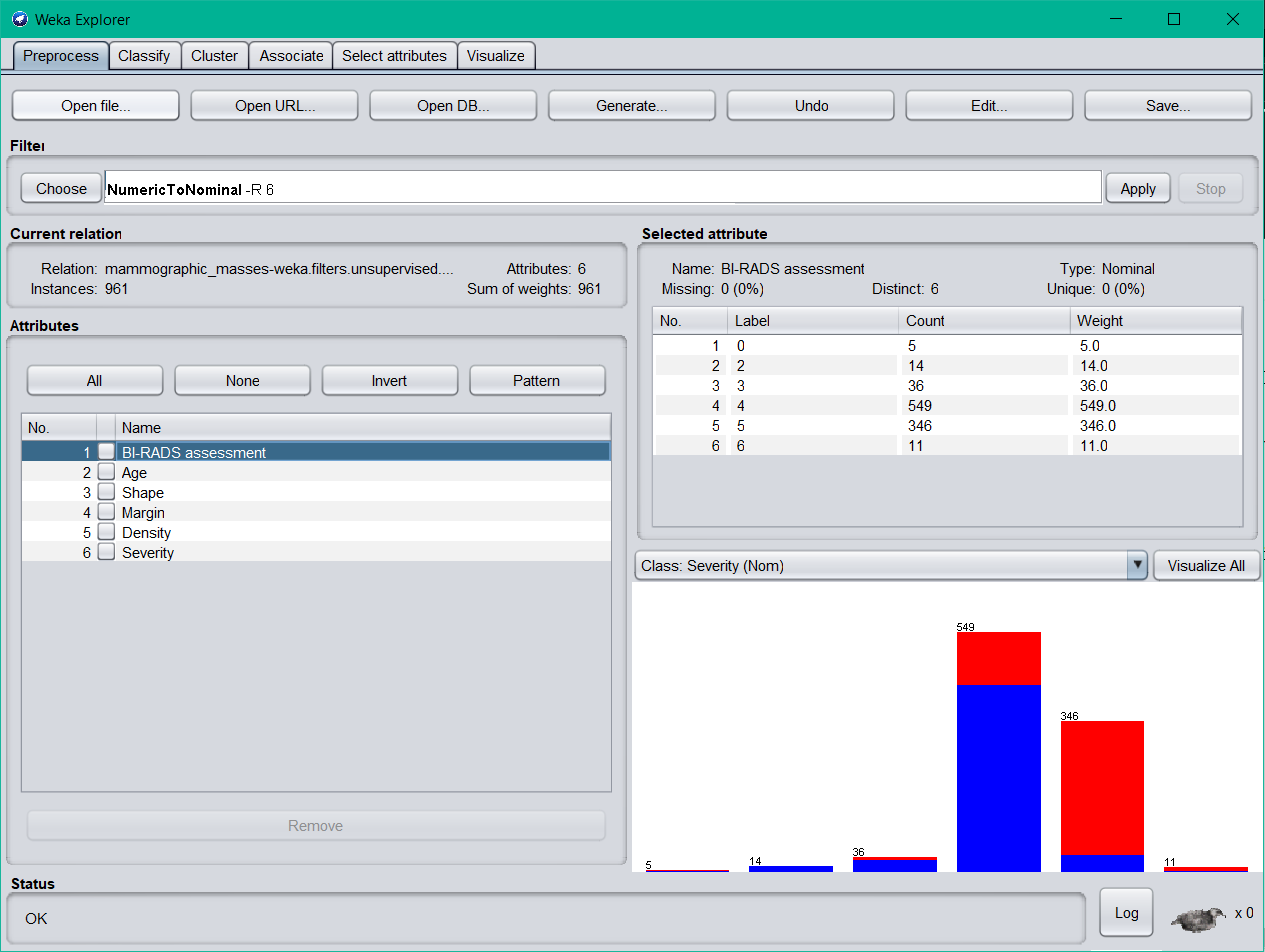 Weka Explorer
Preprocess Classify Cluster Associate Select attributes Visualize
Open file... Open URL... Open DB... Generate... Undo Edit... Save...
Filter
Choose NumericToNominal -R 6 Apply Stop
Current relation
Relation: mammographic_masses-weka.filters.unsupervised.... Attributes: 6
Instances: 961 Sum of weights: 961
Attributes
All None Invert Pattern
No. Name
1 BI-RADS assessment
2 Age
3 Shape
4 Margin
5 Density
6 Severity
Remove
Selected attribute
Name: BI-RADS assessment Type: Nominal
Missing: 0 (0%) Distinct: 6 Unique: 0 (0%)
No. Label Count Weight
1 0 5 5.0
2 2 14 14.0
3 3 36 36.0
4 4 549 549.0
5 5 346 346.0
6 6 11 11.0
Class: Severity (Nom) Visualize All
549
346
36
14
11
5
Status
OK
Log x 0